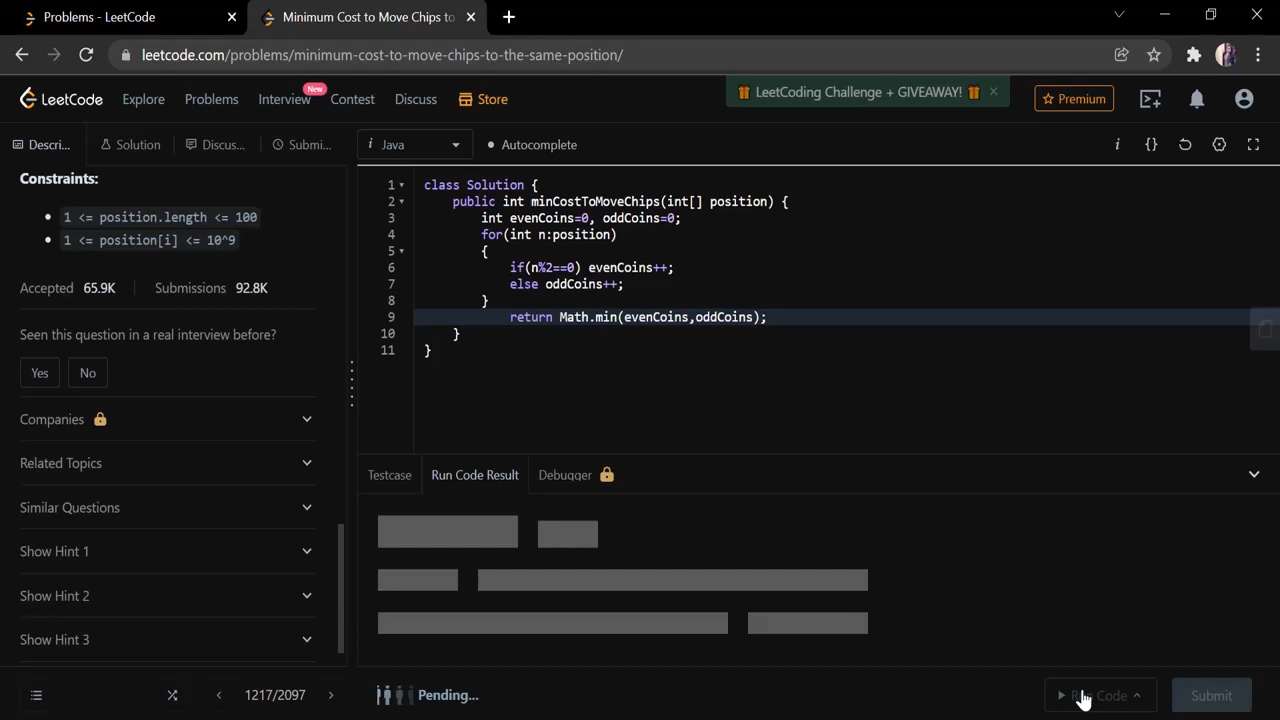 Problems - LeetCode
Minimum Cost to Move Chips to
leetcode.com/problems/minimum-cost-to-move-chips-to-the-same-position/
LeetCode
Explore
Problems
Interview
New
Contest
Discuss
Store
LeetCoding Challenge + GIVEAWAY!
Premium
Descri...
Solution
Discus...
Submi...
i Java
Autocomplete
i
{}
Constraints:
1 <= position.length <= 100
1 <= position[i] <= 10^9
Accepted 65.9K
Submissions 92.8K
Seen this question in a real interview before?
Yes
No
Companies
Related Topics
Similar Questions
Show Hint 1
Show Hint 2
Show Hint 3
1 class Solution {
2 public int minCostToMoveChips(int[] position) {
3 int evenCoins=0, oddCoins=0;
4 for(int n:position)
5 {
6 if(n%2==0) evenCoins++;
7 else oddCoins++;
8 }
9 return Math.min(evenCoins,oddCoins);
10 }
11 }
Testcase
Run Code Result
Debugger
1217/2097
Pending...
Run Code
Submit